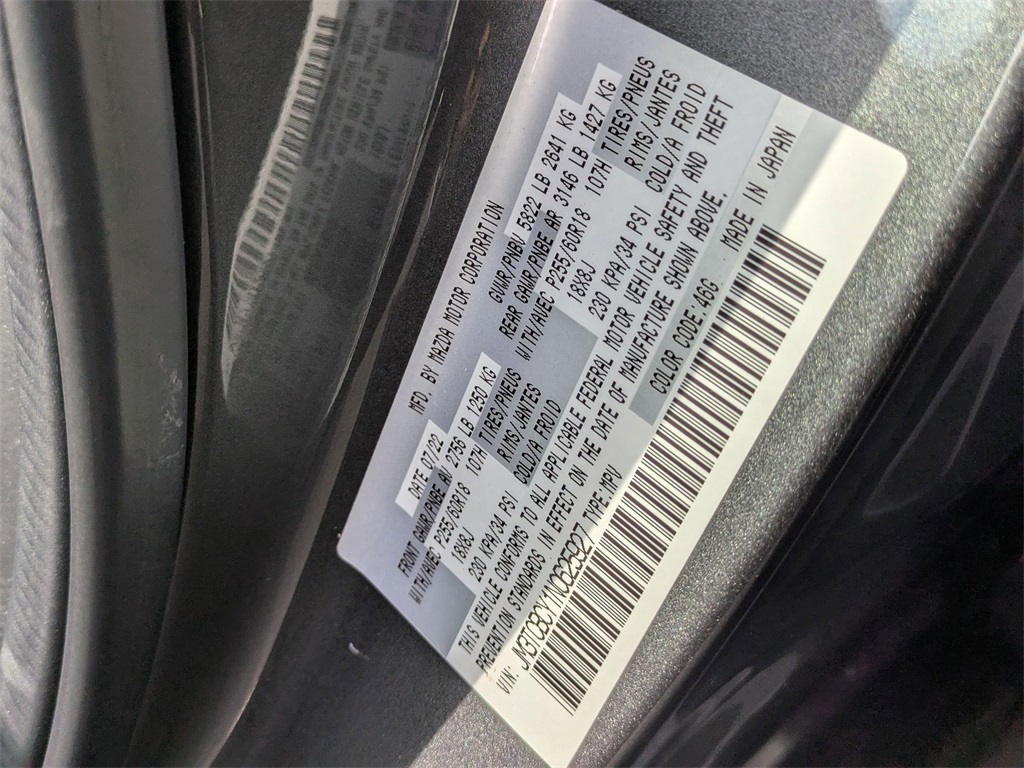 MFD. BY MAZDA MOTOR CORPORATION
DATE 07/22 GVWR/PNBV 5822 LB 2641 KG
FRONT GAWR/PNBE AV 2756 LB 1250 KG REAR GAWR/PNBE AR 3146 LB 1427 KG
WITH/AVEC P255/60R18 107H TIRES/PNEUS WITH/AVEC P255/60R18 107H TIRES/PNEUS
18X8J RIMS/JANTES 18X8J RIMS/JANTES
230 KPA/34 PSI COLD/A FROID 230 KPA/34 PSI COLD/A FROID
THIS VEHICLE CONFORMS TO ALL APPLICABLE FEDERAL MOTOR VEHICLE SAFETY AND THEFT
PREVENTION STANDARDS IN EFFECT ON THE DATE OF MANUFACTURE SHOWN ABOVE.
VIN: TYPE:MPV COLOR CODE:46G MADE IN JAPAN